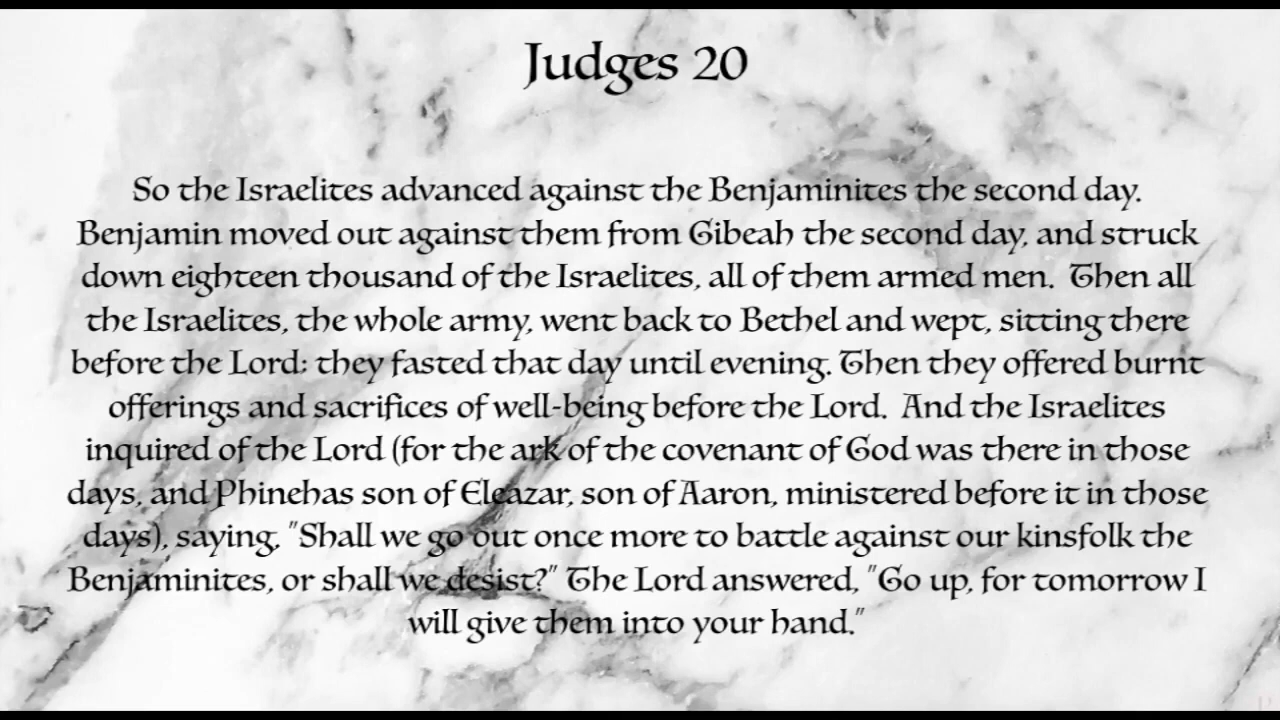 Judges 20
So the Israelites advanced against the Benjaminites the second day.
Benjamin moved out against them from Gibeah the second day, and struck
down eighteen thousand of the Israelites, all of them armed men.  Then all
the Israelites, the whole army, went back to Bethel and wept, sitting there
before the Lord; they fasted that day until evening. Then they offered burnt
offerings and sacrifices of well-being before the Lord.  And the Israelites
inquired of the Lord (for the ark of the covenant of God was there in those
days, and Phinehas son of Eleazar, son of Aaron, ministered before it in those
days), saying, "Shall we go out once more to battle against our kinsfolk the
Benjaminites, or shall we desist?" The Lord answered, "Go up, for tomorrow I
will give them into your hand."